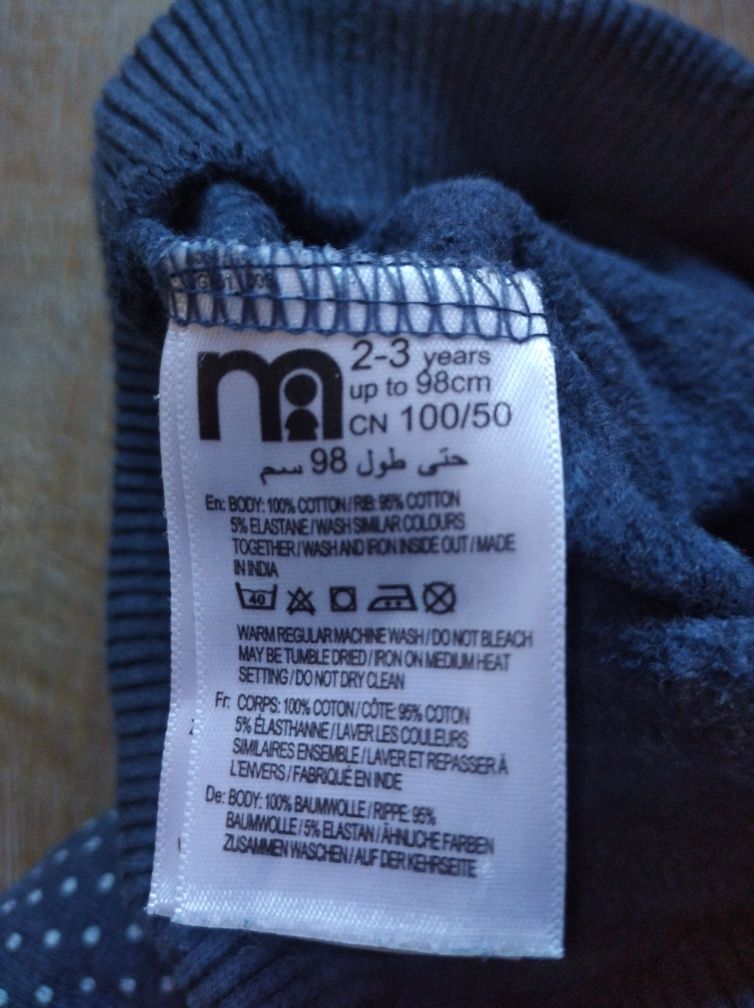 m
2-3 years
up to 98cm
CN 100/50
حتى طول 98 سم
En: BODY: 100% COTTON / RIB: 95% COTTON
5% ELASTANE / WASH SIMILAR COLOURS
TOGETHER / WASH AND IRON INSIDE OUT / MADE
IN INDIA
40
WARM REGULAR MACHINE WASH / DO NOT BLEACH
MAY BE TUMBLE DRIED / IRON ON MEDIUM HEAT
SETTING / DO NOT DRY CLEAN
Fr: CORPS: 100% COTON / CÔTE: 95% COTON
5% ÉLASTHANNE / LAVER LES COULEURS
SIMILAIRES ENSEMBLE / LAVER ET REPASSER À
L'ENVERS / FABRIQUÉ EN INDE
De: BODY: 100% BAUMWOLLE / RIPPE: 95%
BAUMWOLLE / 5% ELASTAN / ÄHNLICHE FARBEN
ZUSAMMEN WASCHEN / AUF DER KEHRSEITE